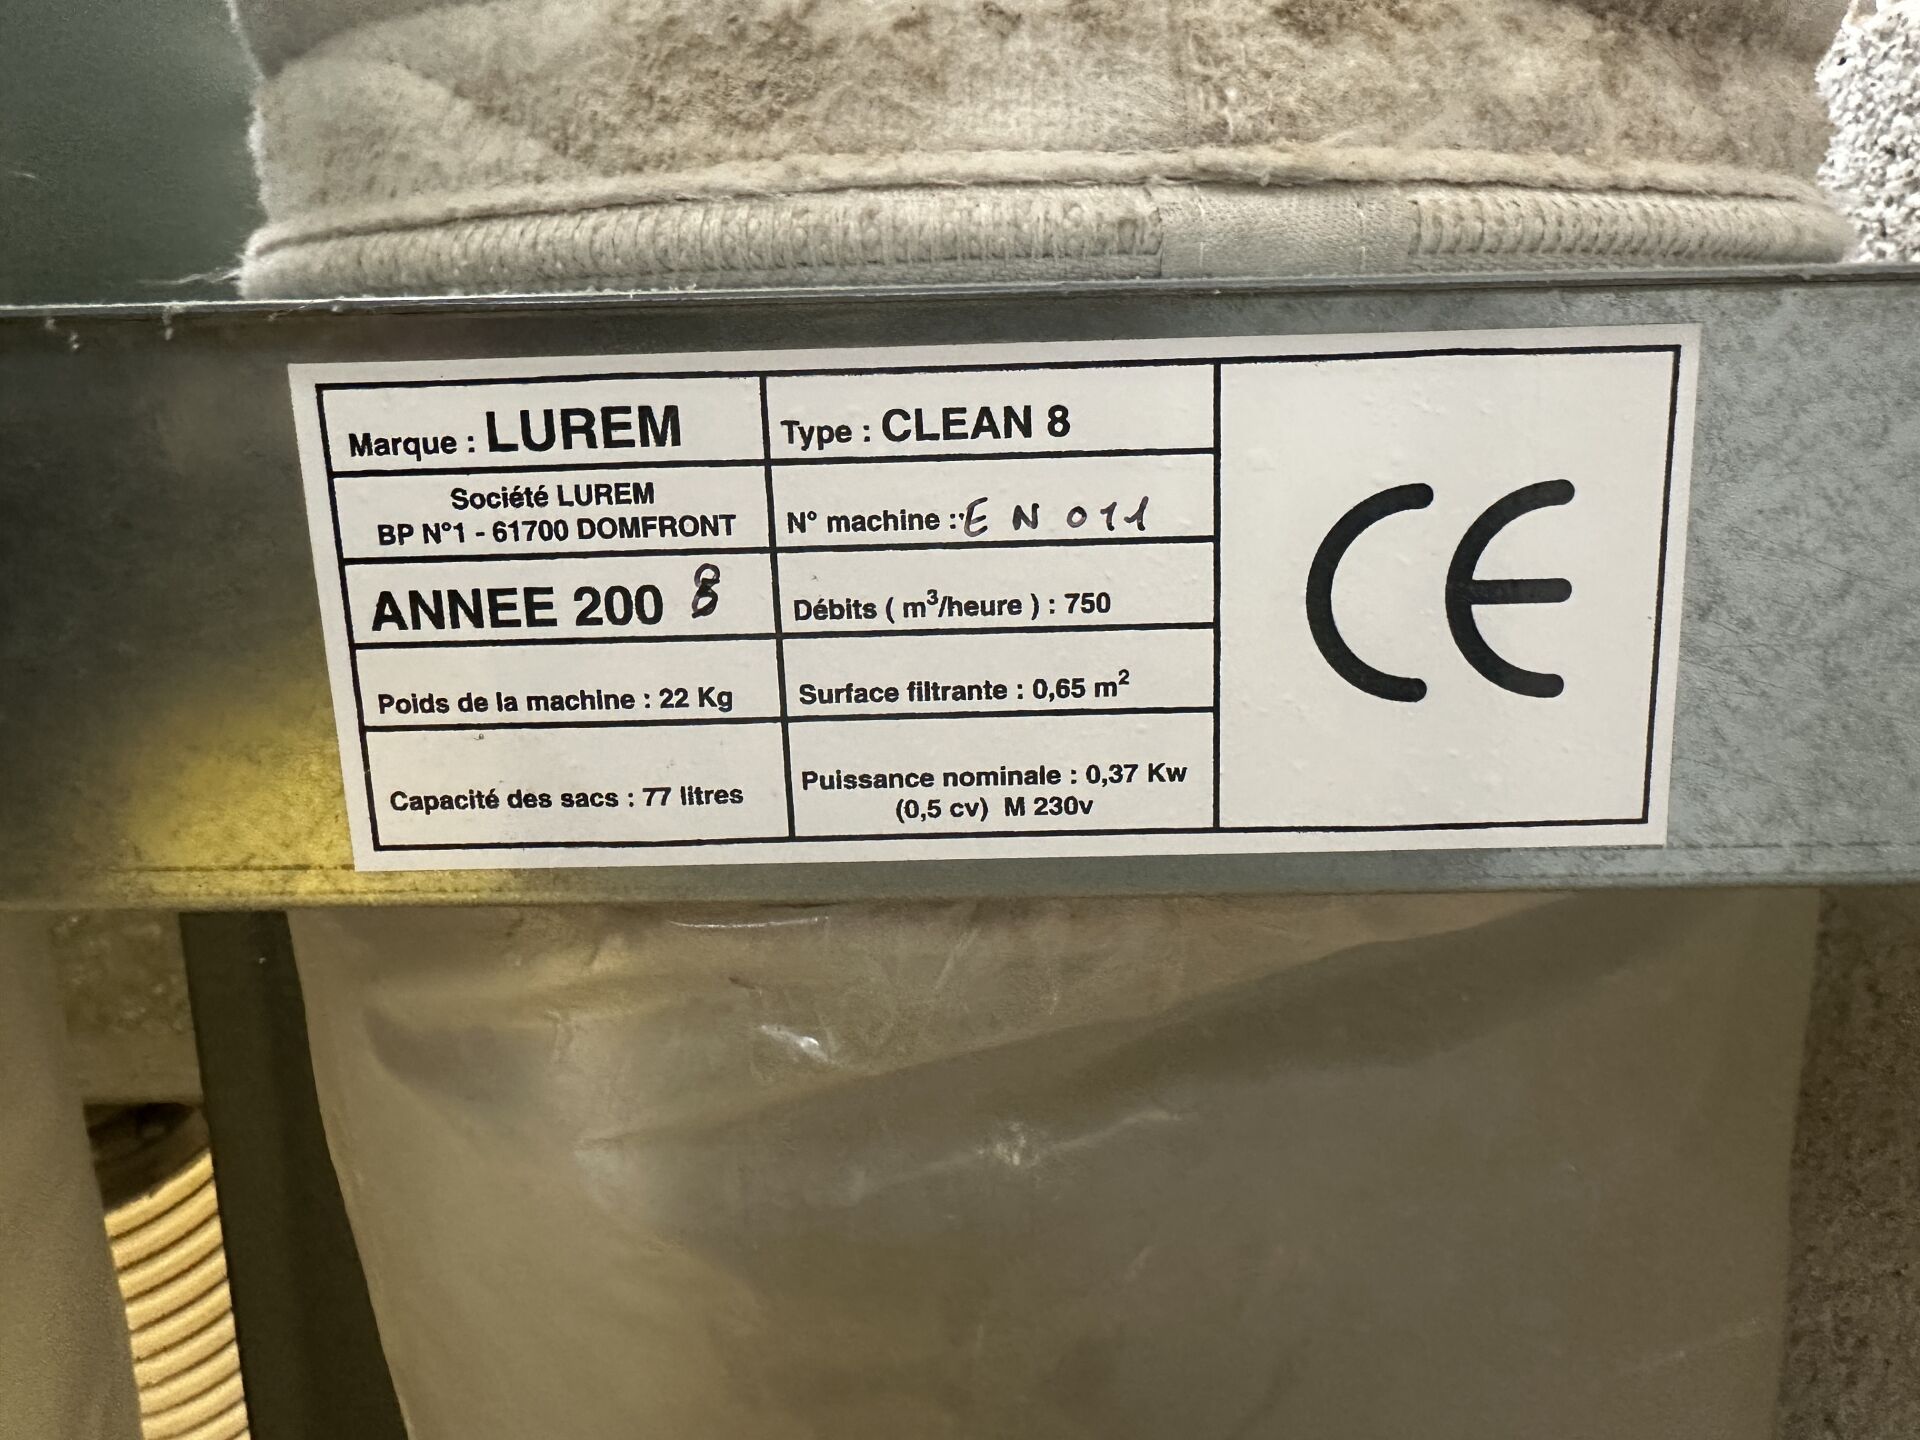 Marque : LUREM
Type : CLEAN 8
Société LUREM
BP N°1 - 61700 DOMFRONT
N° machine : EN 011
ANNEE 2008
Débits ( m³/heure ) : 750
Poids de la machine : 22 Kg
Surface filtrante : 0,65 m²
Capacité des sacs : 77 litres
Puissance nominale : 0,37 Kw
(0,5 cv) M 230v
CE